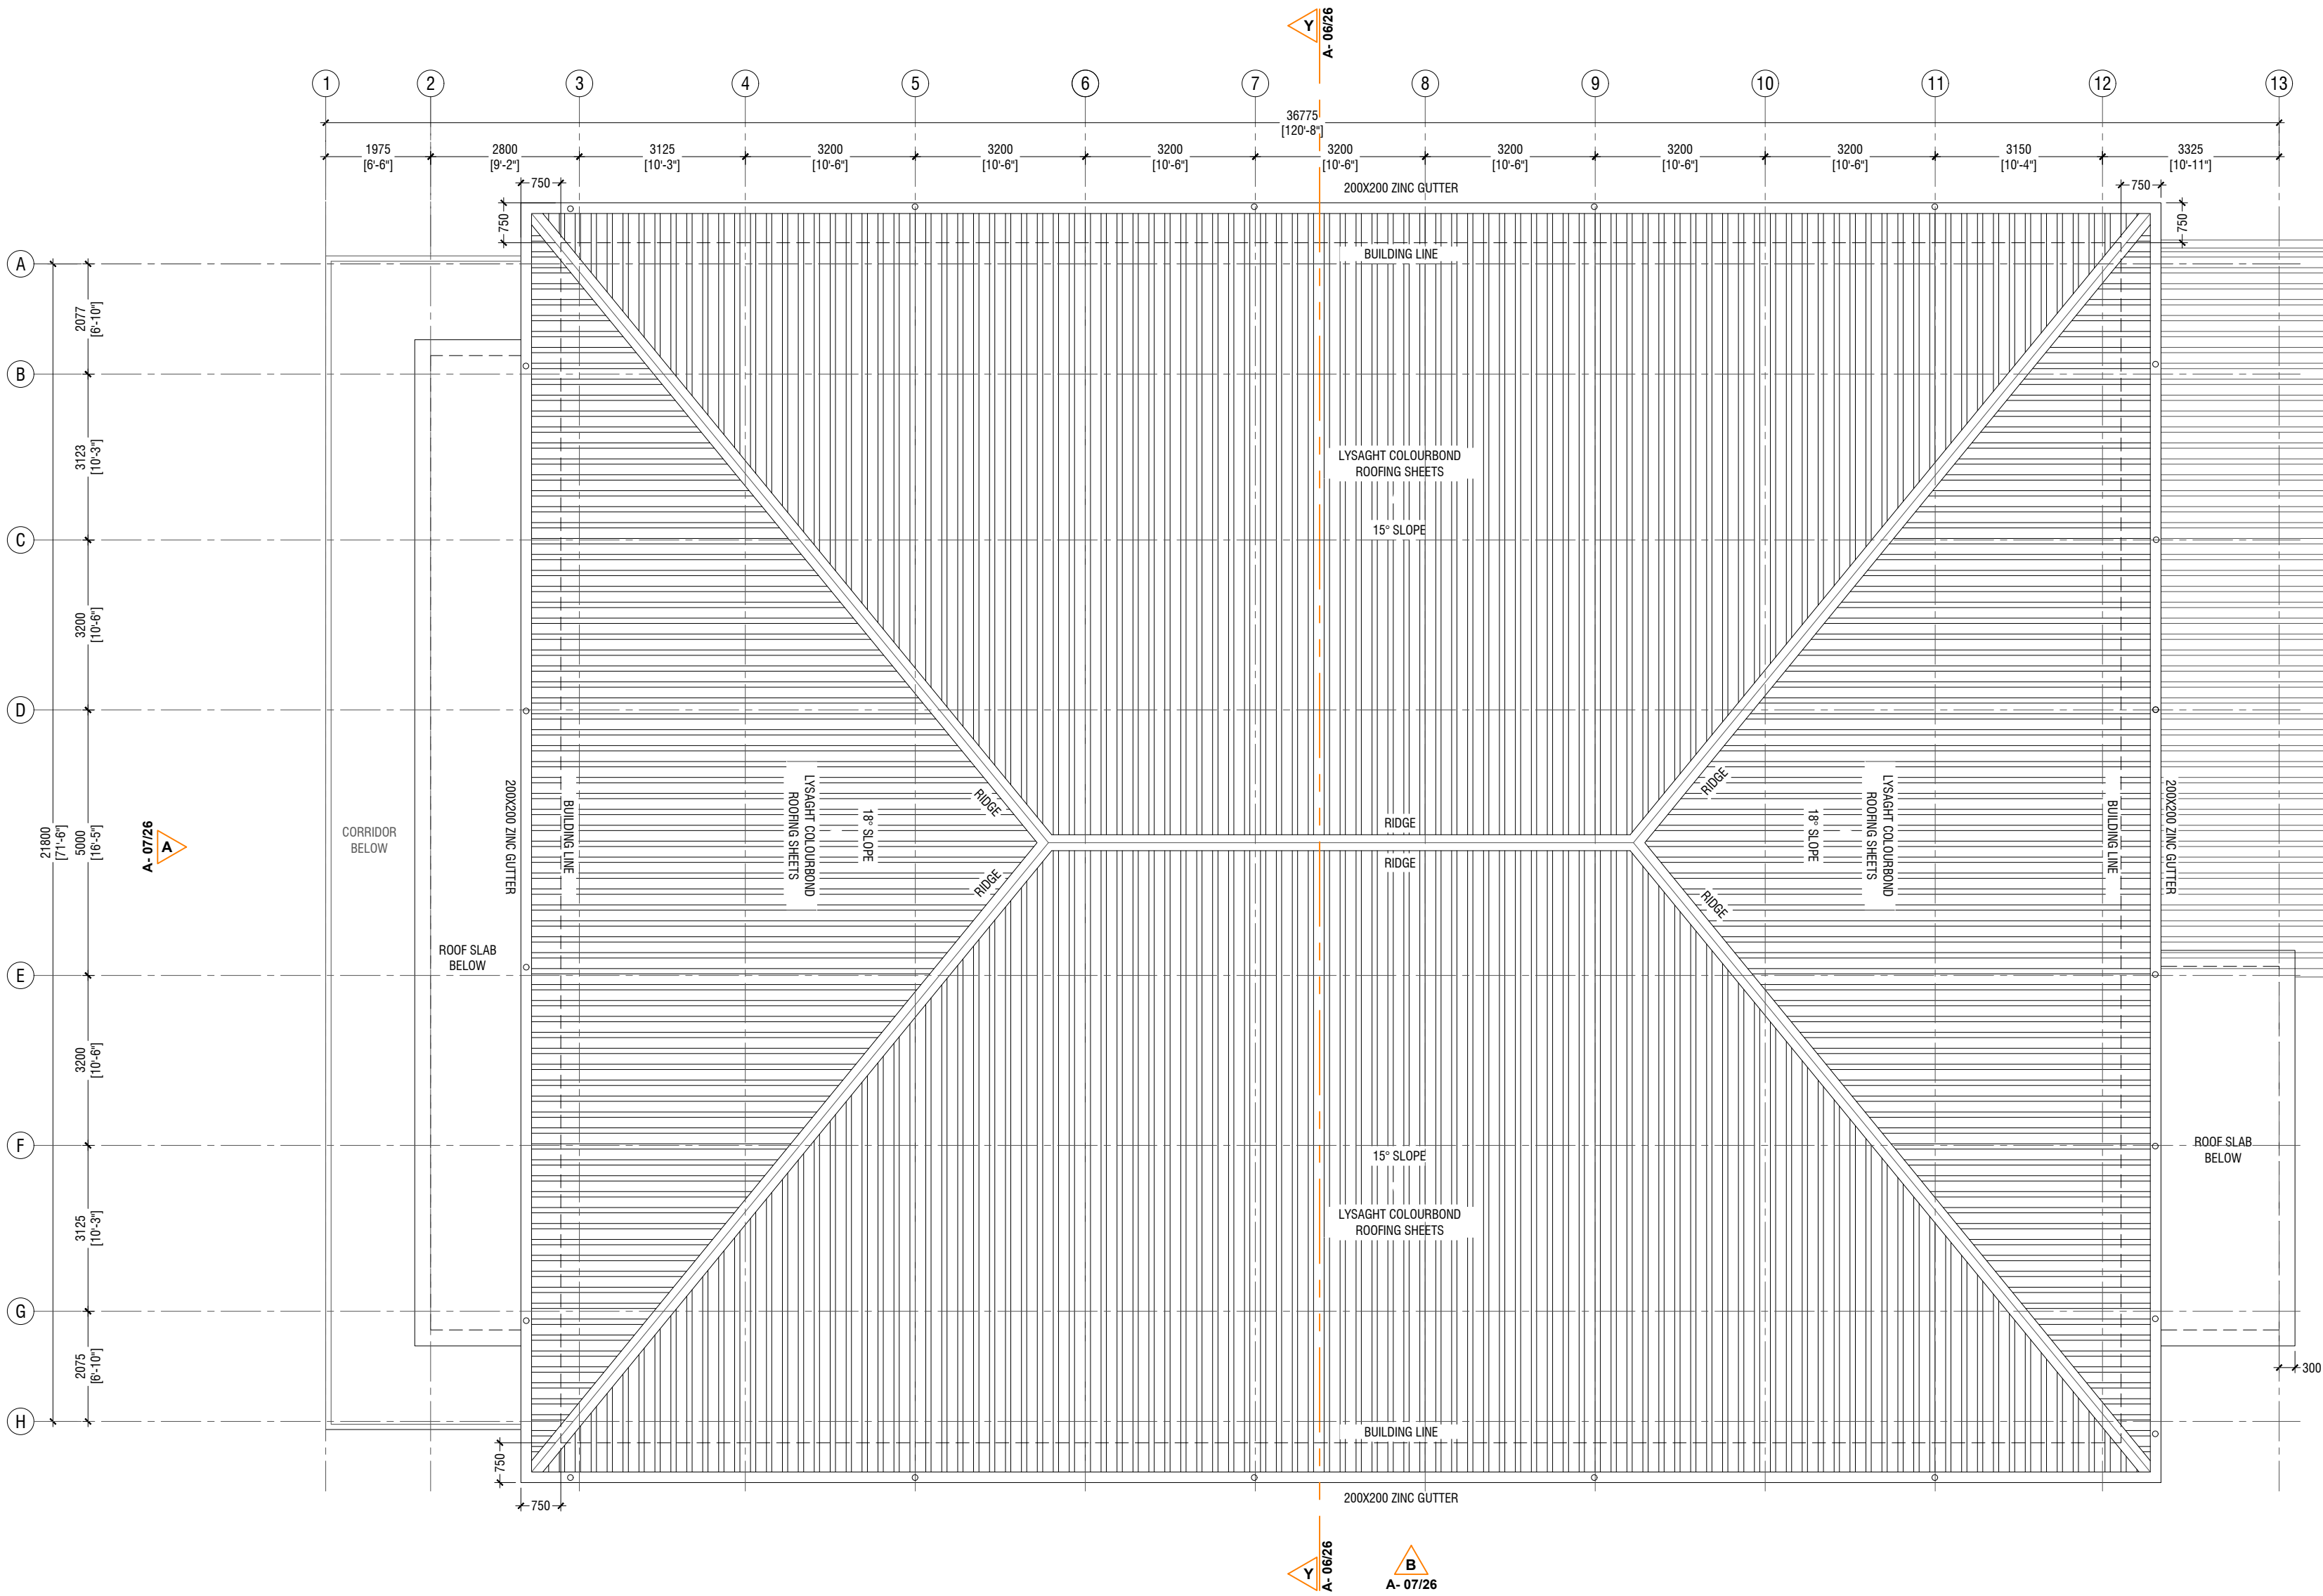 Y
A- 06/26
1
2
3
4
5
6
7
8
9
10
11
12
13
36775
[120'-8"]
1975
[6'-6"]
2800
[9'-2"]
3125
[10'-3"]
3200
[10'-6"]
3200
[10'-6"]
3200
[10'-6"]
3200
[10'-6"]
3200
[10'-6"]
3200
[10'-6"]
3200
[10'-6"]
3150
[10'-4"]
3325
[10'-11"]
750
200X200 ZINC GUTTER
750
750
750
BUILDING LINE
A
B
C
D
E
F
G
H
2077
[6'-10"]
3123
[10'-3"]
3200
[10'-6"]
5000
[16'-5"]
21800
[71'-6"]
3200
[10'-6"]
3125
[10'-3"]
2075
[6'-10"]
LYSAGHT COLOURBOND
ROOFING SHEETS
15° SLOPE
A- 07/26
A
CORRIDOR
BELOW
200X200 ZINC GUTTER
BUILDING LINE
LYSAGHT COLOURBOND
ROOFING SHEETS
18° SLOPE
RIDGE
RIDGE
RIDGE
RIDGE
RIDGE
RIDGE
18° SLOPE
LYSAGHT COLOURBOND
ROOFING SHEETS
BUILDING LINE
200X200 ZINC GUTTER
ROOF SLAB
BELOW
ROOF SLAB
BELOW
15° SLOPE
LYSAGHT COLOURBOND
ROOFING SHEETS
300
BUILDING LINE
750
750
200X200 ZINC GUTTER
Y
A- 06/26
B
A- 07/26